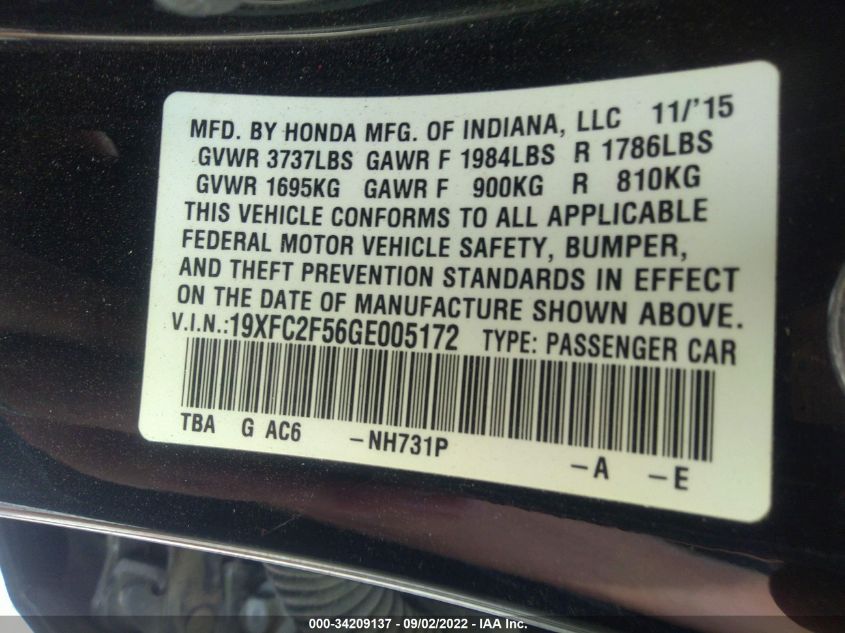 MFD. BY HONDA MFG. OF INDIANA, LLC 11/'15
GVWR 3737LBS GAWR F 1984LBS R 1786LBS
GVWR 1695KG GAWR F 900KG R 810KG
THIS VEHICLE CONFORMS TO ALL APPLICABLE
FEDERAL MOTOR VEHICLE SAFETY, BUMPER,
AND THEFT PREVENTION STANDARDS IN EFFECT
ON THE DATE OF MANUFACTURE SHOWN ABOVE.
V.I.N.:19XFC2F56GE005172 TYPE: PASSENGER CAR
TBA G AC6 -NH731P -A -E
000-34209137 - 09/02/2022 - IAA Inc.